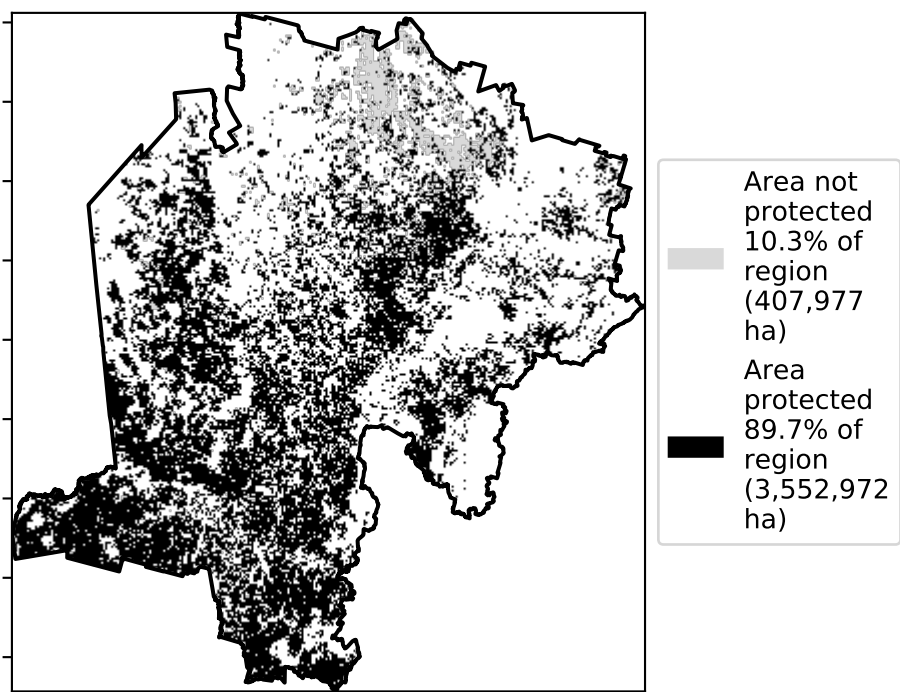 Area not
protected
10.3% of
region
(407,977
ha)
Area
protected
89.7% of
region
(3,552,972
ha)